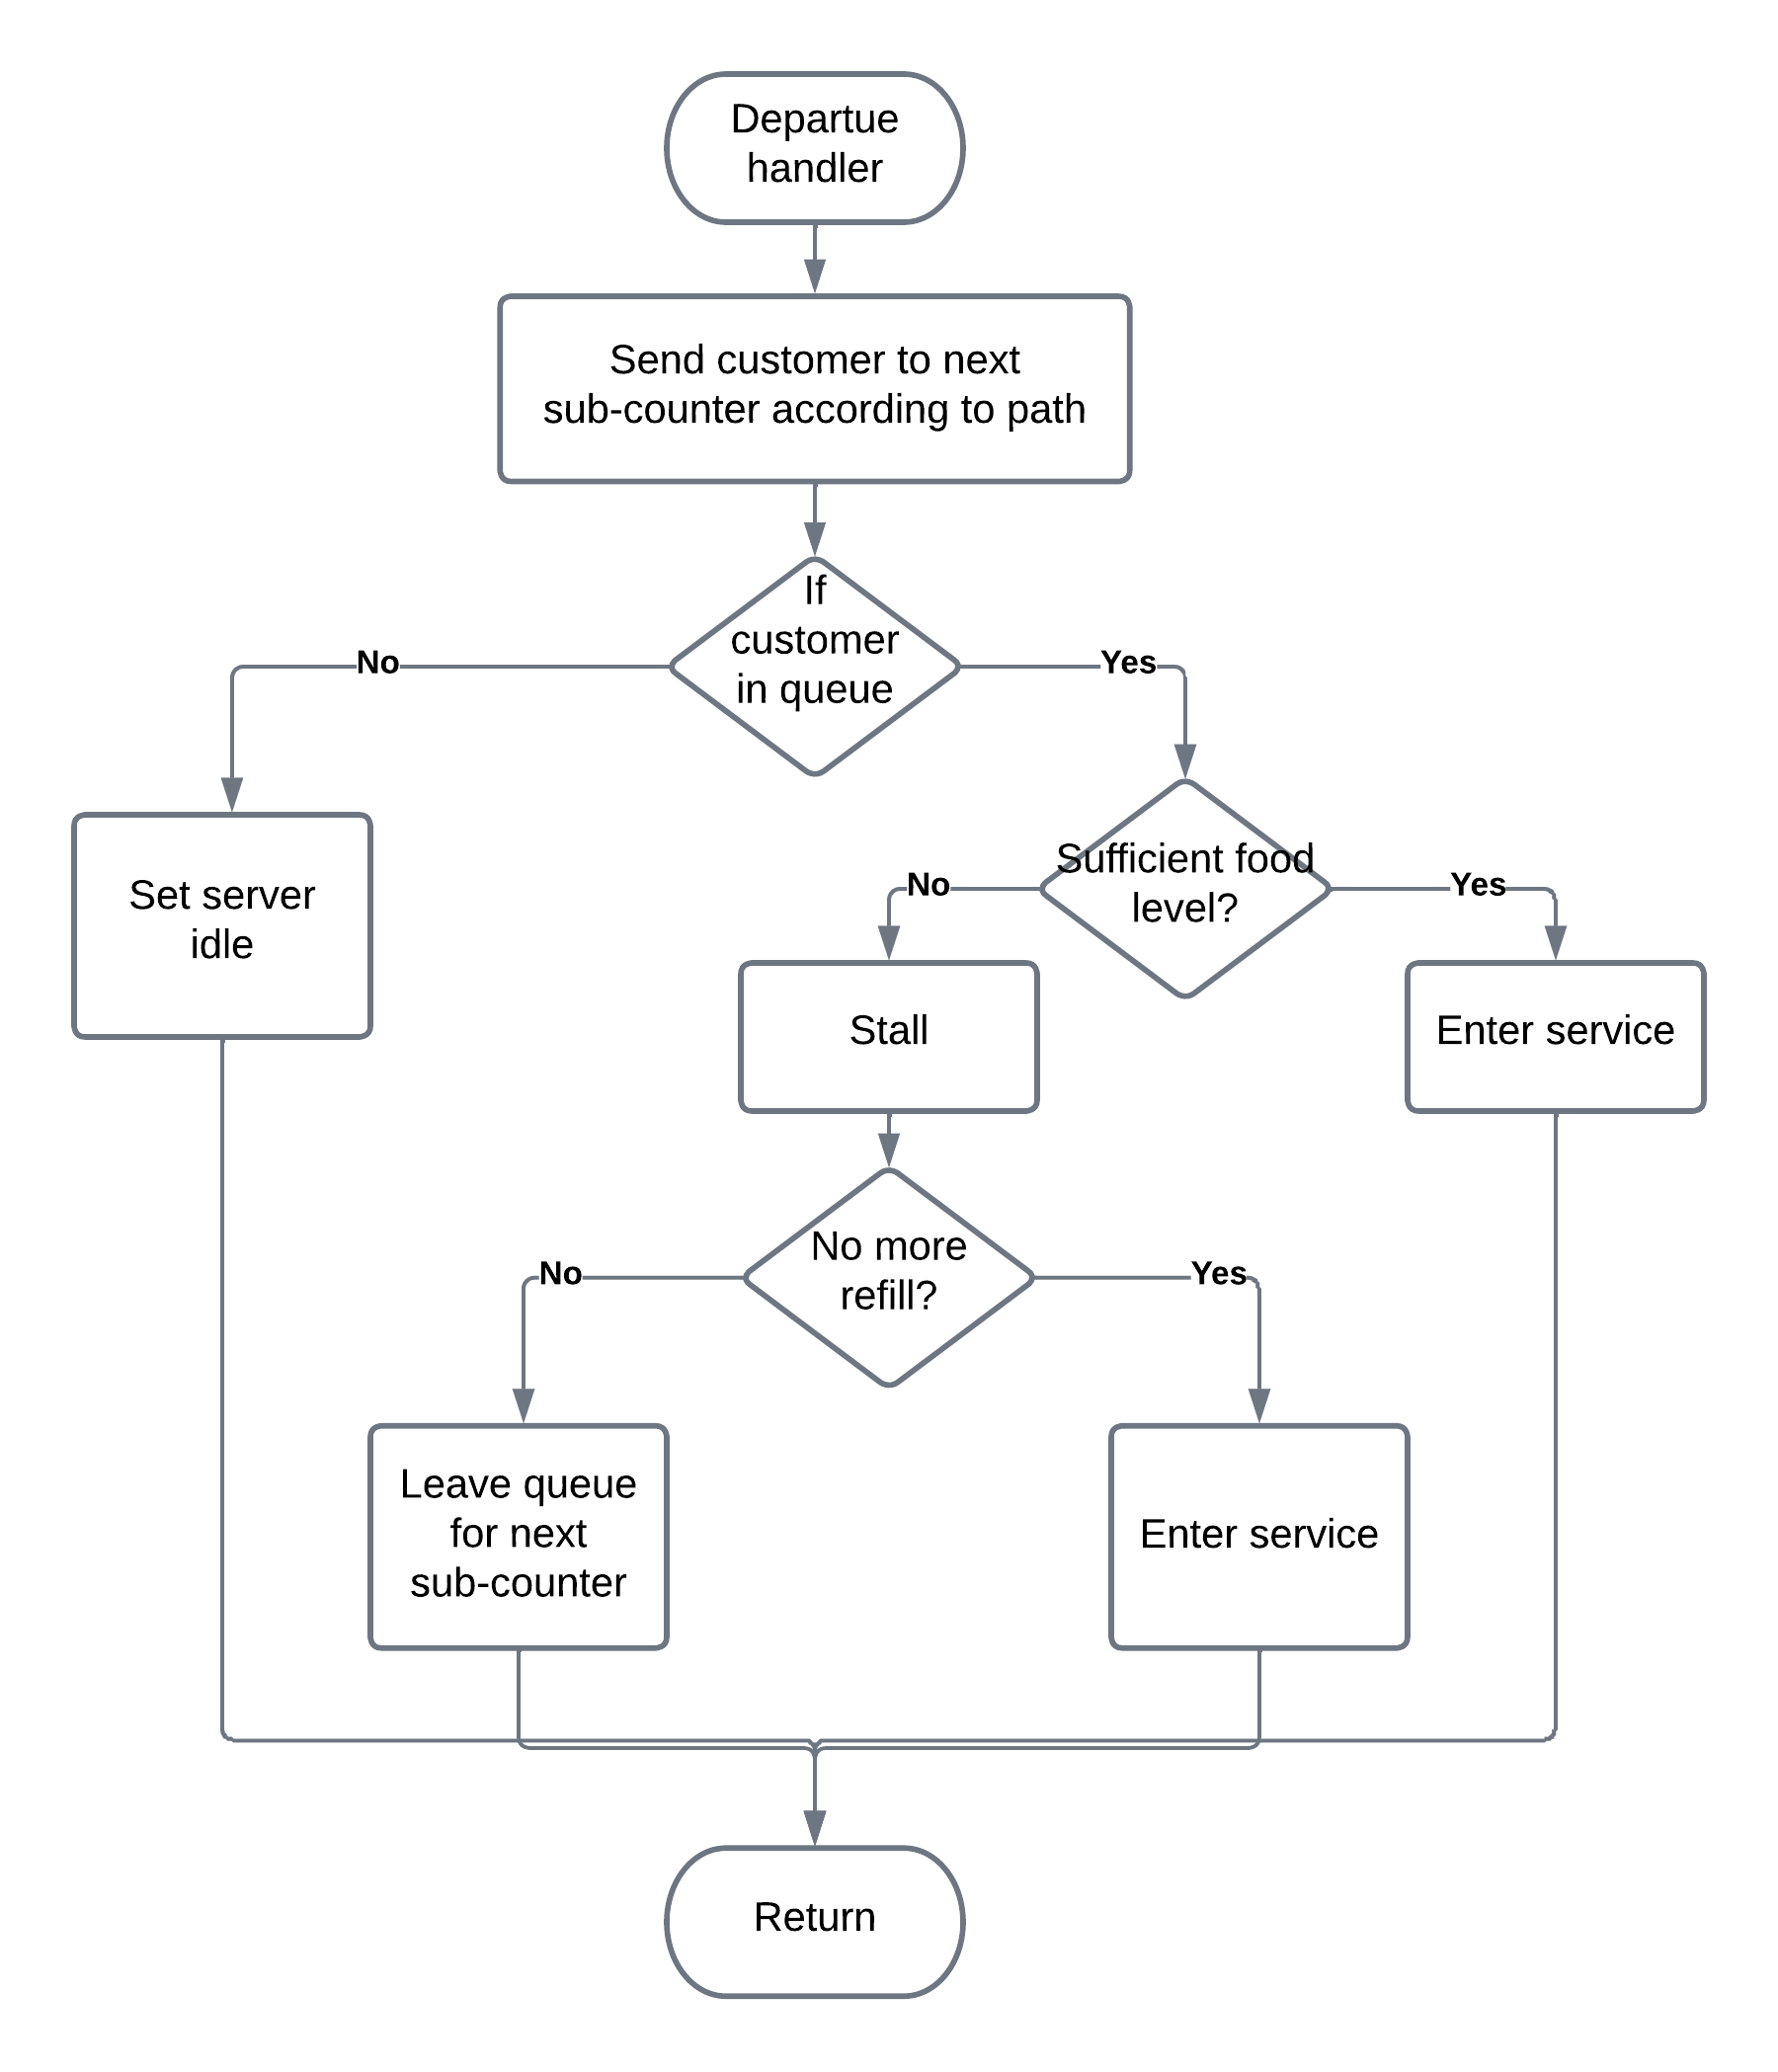 Departue
handler
Send customer to next
sub-counter according to path
If
customer
in queue
No
Yes
Set server
idle
Sufficient food
level?
No
Yes
Stall
Enter service
No more
refill?
No
Yes
Leave queue
for next
sub-counter
Enter service
Return